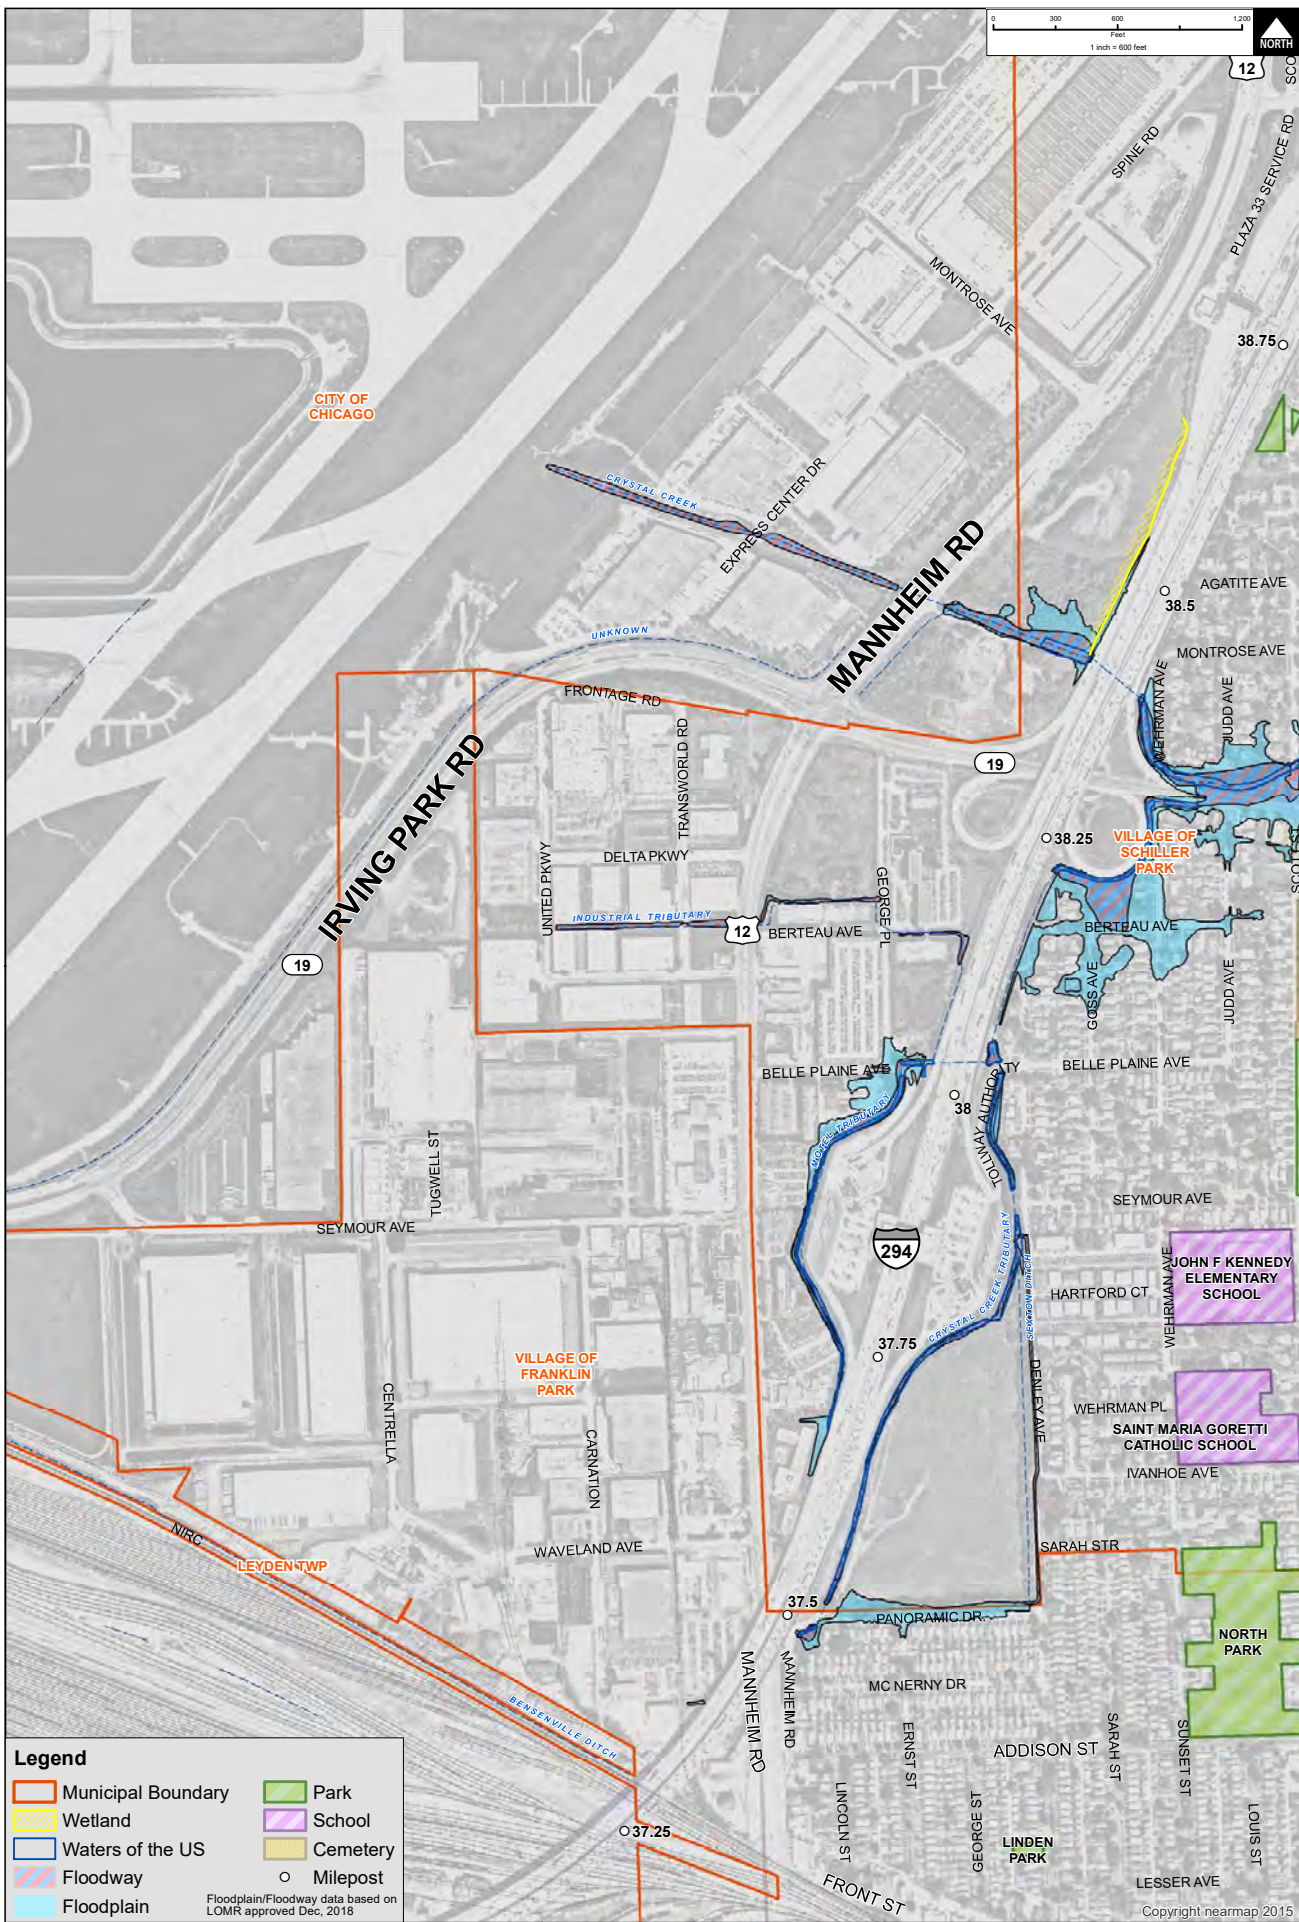 0 300 600 1,200
Feet
1 inch = 600 feet
NORTH
12
SPINE RD
PLAZA 33 SERVICE RD
MONTROSE AVE
38.75
CITY OF
CHICAGO
CRYSTAL CREEK
EXPRESS CENTER DR
MANNHEIM RD
AGATITE AVE
38.5
UNKNOWN
MONTROSE AVE
WEHRMAN AVE
JUDD AVE
FRONTAGE RD
TRANSWORLD RD
IRVING PARK RD
19
38.25
VILLAGE OF
SCHILLER
PARK
DELTA PKWY
UNITED PKWY
GEORGE PL
INDUSTRIAL TRIBUTARY
12
BERTEAU AVE
BERTEAU AVE
19
GOSS AVE
JUDD AVE
BELLE PLAINE AVE
BELLE PLAINE AVE
38
TOLLWAY AUTHORITY
MOTEL TRIBUTARY
TUGWELL ST
SEYMOUR AVE
SEYMOUR AVE
294
CRYSTAL CREEK TRIBUTARY
SEXTON DITCH
JOHN F KENNEDY
ELEMENTARY
SCHOOL
HARTFORD CT
WEHRMAN AVE
37.75
VILLAGE OF
FRANKLIN
PARK
CENTRELLA
CARNATION
DENLEY AVE
WEHRMAN PL
SAINT MARIA GORETTI
CATHOLIC SCHOOL
IVANHOE AVE
NIRC
WAVELAND AVE
SARAH STR
LEYDEN TWP
37.5
PANORAMIC DR.
NORTH
PARK
MANNHEIM RD
MANNHEIM RD
MC NERNY DR
BENSENVILLE DITCH
ERNST ST
ADDISON ST
SARAH ST
SUNSET ST
LINCOLN ST
GEORGE ST
LOUIS ST
37.25
LINDEN
PARK
FRONT ST
LESSER AVE
Legend
Municipal Boundary
Park
Wetland
School
Waters of the US
Cemetery
Floodway
Milepost
Floodplain
Floodplain/Floodway data based on
LOMR approved Dec, 2018
Copyright nearmap 2015